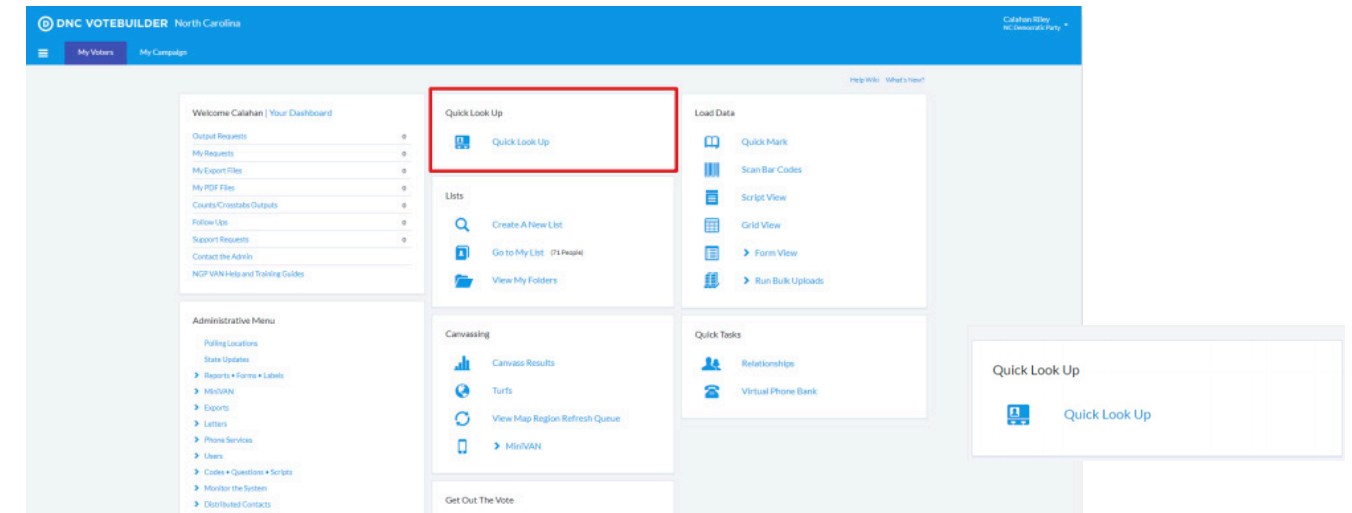 DNC VOTEBUILDER North Carolina
Calahan Riley
NC Democratic Party
My Voters My Campaign
Help Wiki What's New?
Welcome Calahan | Your Dashboard
Output Requests 0
My Requests 0
My Export Files 0
My PDF Files 0
Counts/Crosstabs Outputs 0
Follow Ups 0
Support Requests 0
Contact the Admin
NGP VAN Help and Training Guides
Administrative Menu
Polling Locations
State Updates
Reports • Forms • Labels
MiniVAN
Exports
Letters
Phone Services
Users
Codes • Questions • Scripts
Monitor the System
Distributed Contacts
Quick Look Up
Quick Look Up
Lists
Create A New List
Go to My List (71 People)
View My Folders
Canvassing
Canvass Results
Turfs
View Map Region Refresh Queue
MiniVAN
Get Out The Vote
Load Data
Quick Mark
Scan Bar Codes
Script View
Grid View
Form View
Run Bulk Uploads
Quick Tasks
Relationships
Virtual Phone Bank
Quick Look Up
Quick Look Up